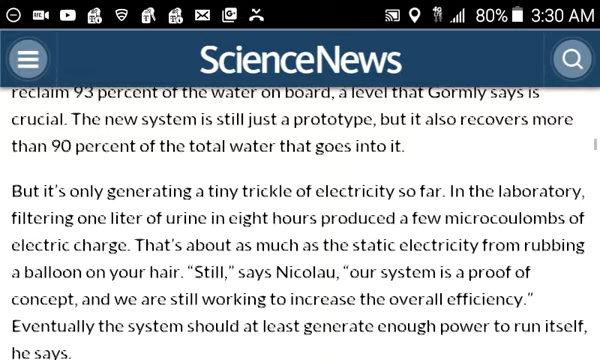 80% 3:30 AM
ScienceNews
reclaim 93 percent of the water on board, a level that Gormly says is
crucial. The new system is still just a prototype, but it also recovers more
than 90 percent of the total water that goes into it.
But it's only generating a tiny trickle of electricity so far. In the laboratory,
filtering one liter of urine in eight hours produced a few microcoulombs of
electric charge. That's about as much as the static electricity from rubbing
a balloon on your hair. “Still,” says Nicolau, “our system is a proof of
concept, and we are still working to increase the overall efficiency.”
Eventually the system should at least generate enough power to run itself,
he says.